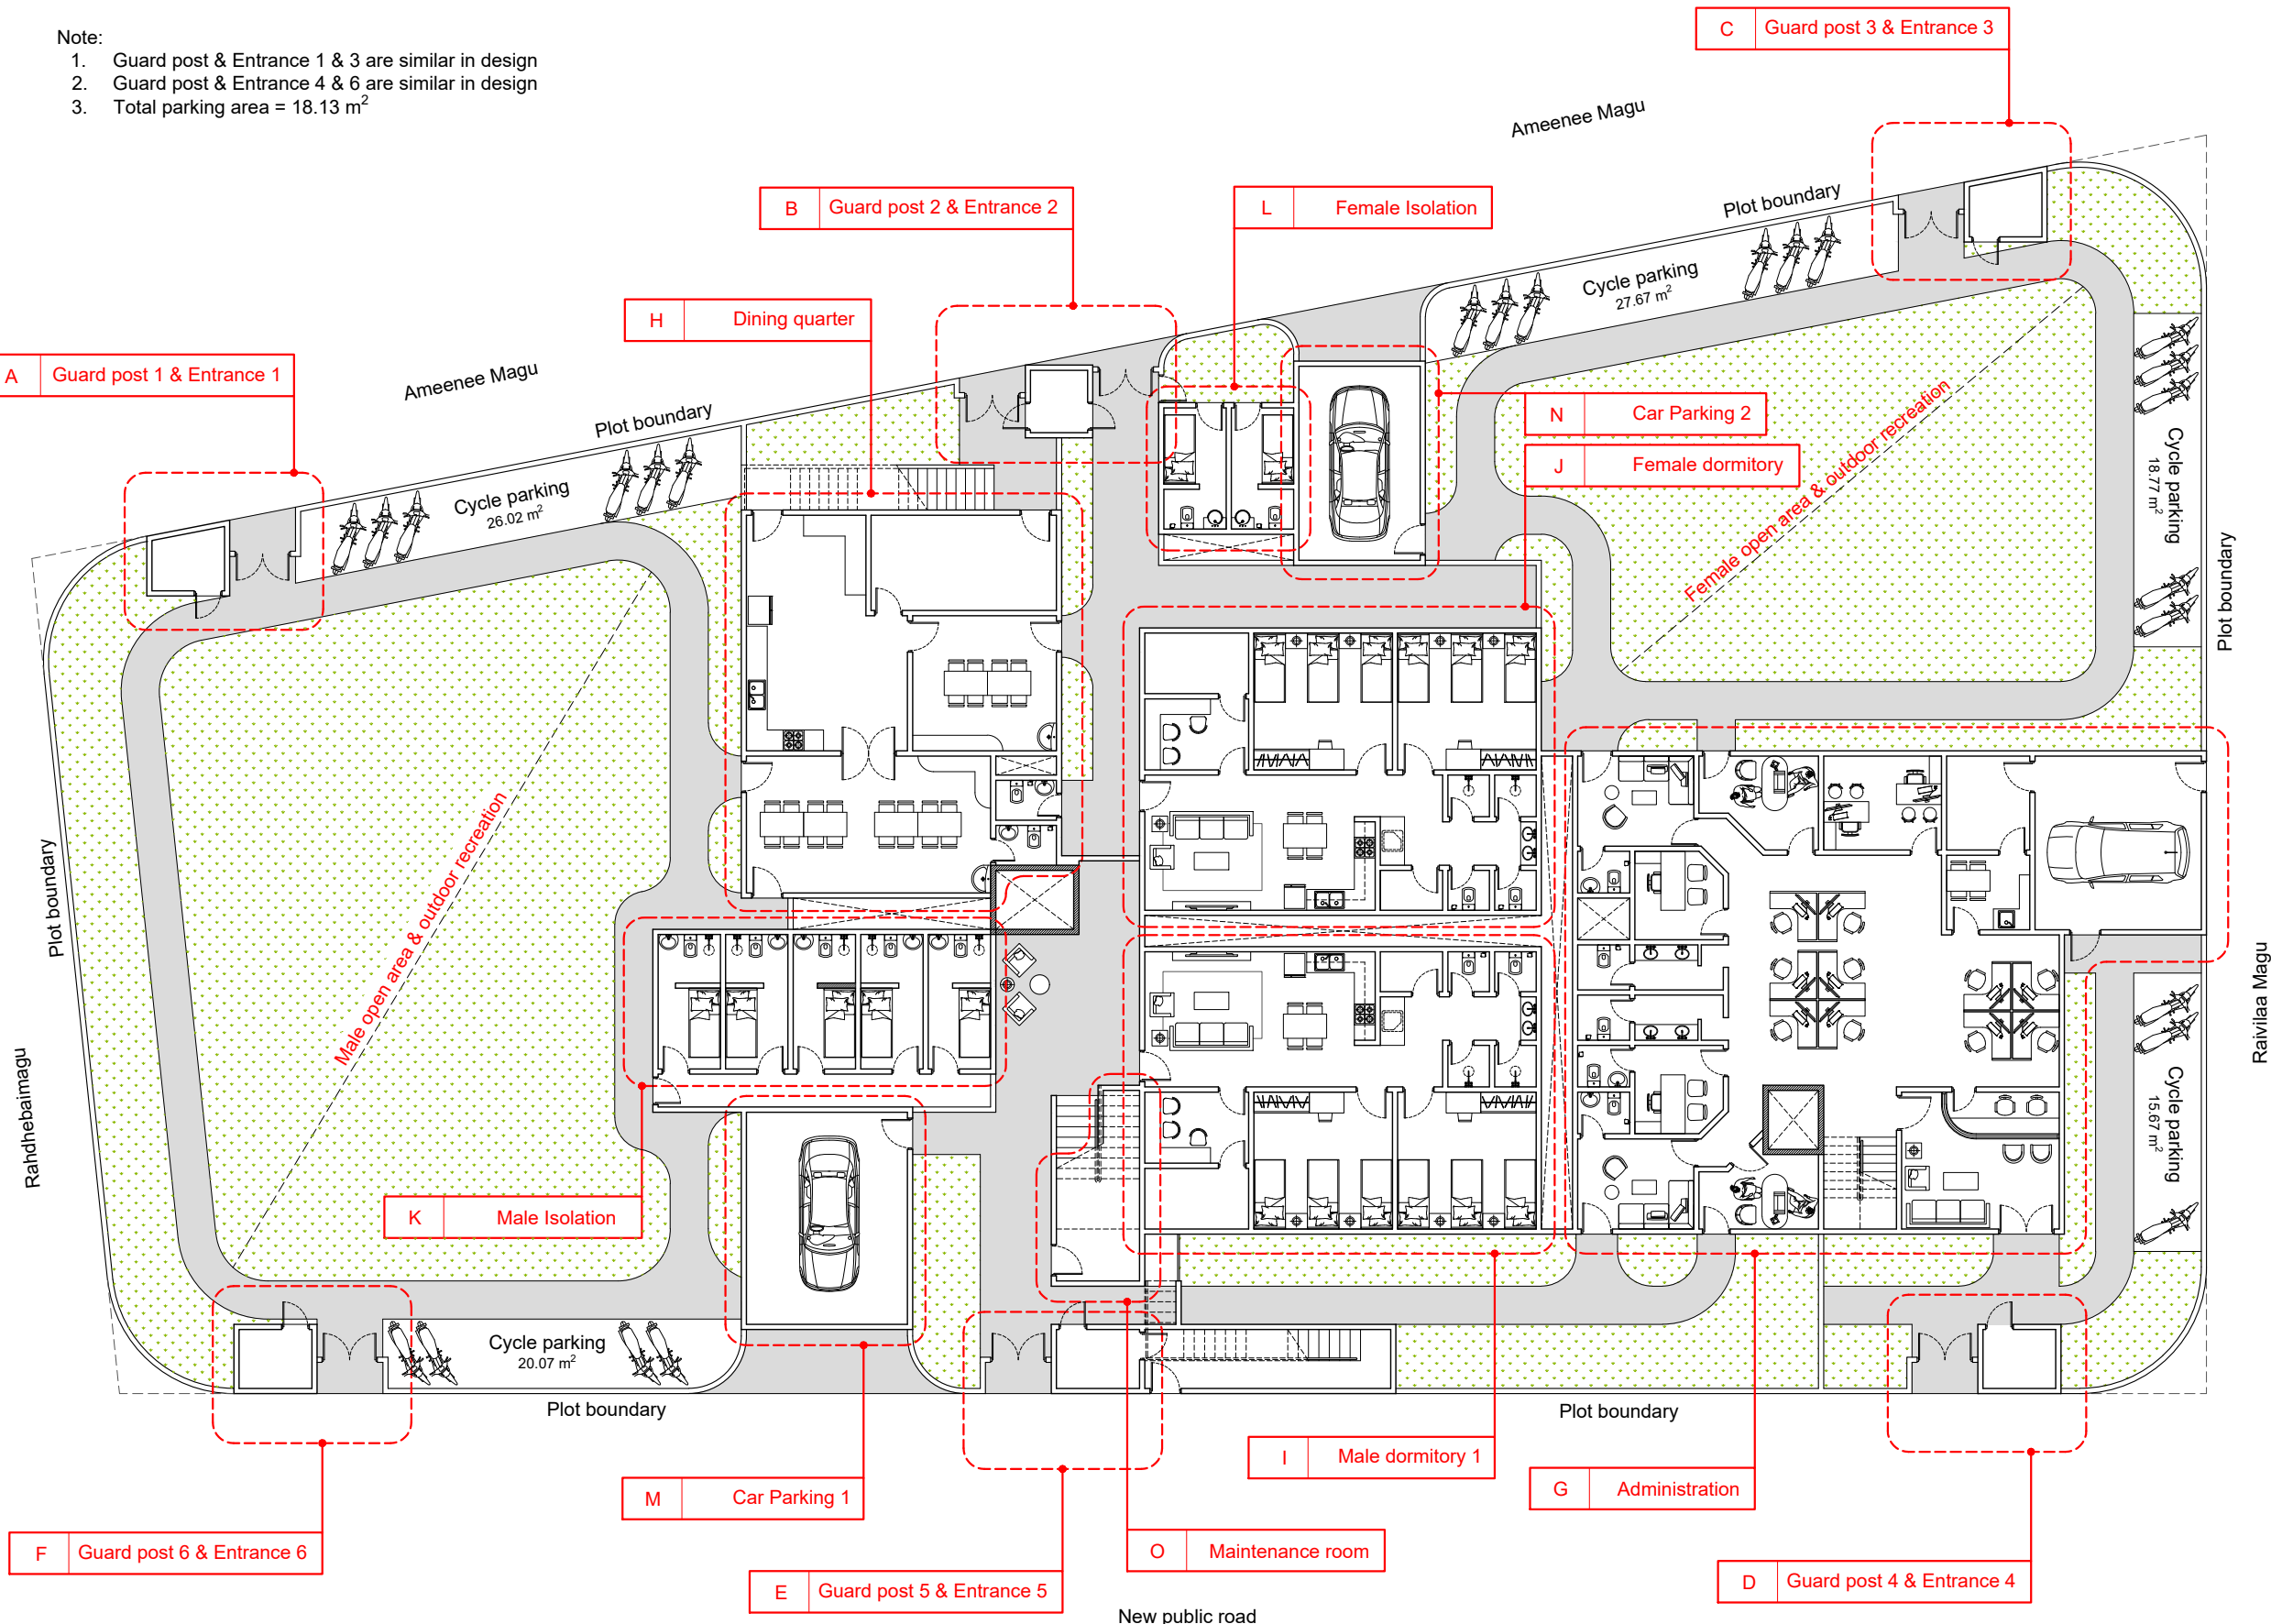 Note:
1. Guard post & Entrance 1 & 3 are similar in design
2. Guard post & Entrance 4 & 6 are similar in design
3. Total parking area = 18.13 m²
C Guard post 3 & Entrance 3
Ameenee Magu
B Guard post 2 & Entrance 2
L Female Isolation
Plot boundary
Cycle parking
27.67 m²
H Dining quarter
A Guard post 1 & Entrance 1
Ameenee Magu
Plot boundary
N Car Parking 2
J Female dormitory
Female open area & outdoor recreation
Cycle parking
18.77 m²
Plot boundary
Cycle parking
26.02 m²
Male open area & outdoor recreation
Plot boundary
Rahdhebaimagu
Raivilaa Magu
Cycle parking
15.67 m²
K Male Isolation
Cycle parking
20.07 m²
Plot boundary
Plot boundary
I Male dormitory 1
G Administration
M Car Parking 1
F Guard post 6 & Entrance 6
O Maintenance room
E Guard post 5 & Entrance 5
D Guard post 4 & Entrance 4
New public road